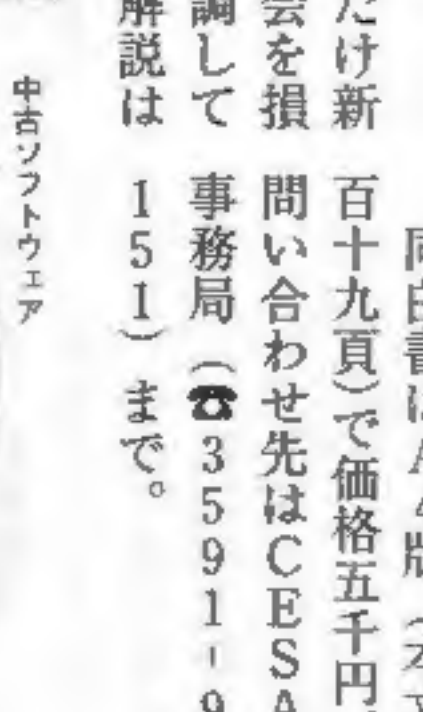 同白書はA4版（本文
だけ新　百十九頁）で価格五千円
会を損　問い合わせ先はCESA
調して　事務局（☎3591-9
解説は　151）まで。
中古ソフトウェア